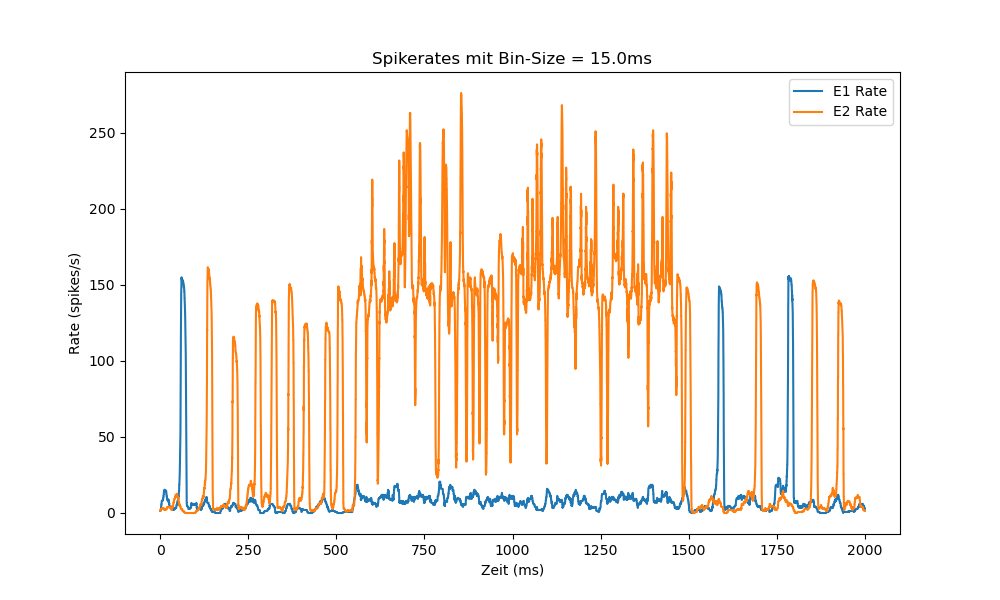 Spikerates mit Bin-Size = 15.0ms
E1 Rate
E2 Rate
Rate (spikes/s)
250
200
150
100
50
0
0 250 500 750 1000 1250 1500 1750 2000
Zeit (ms)